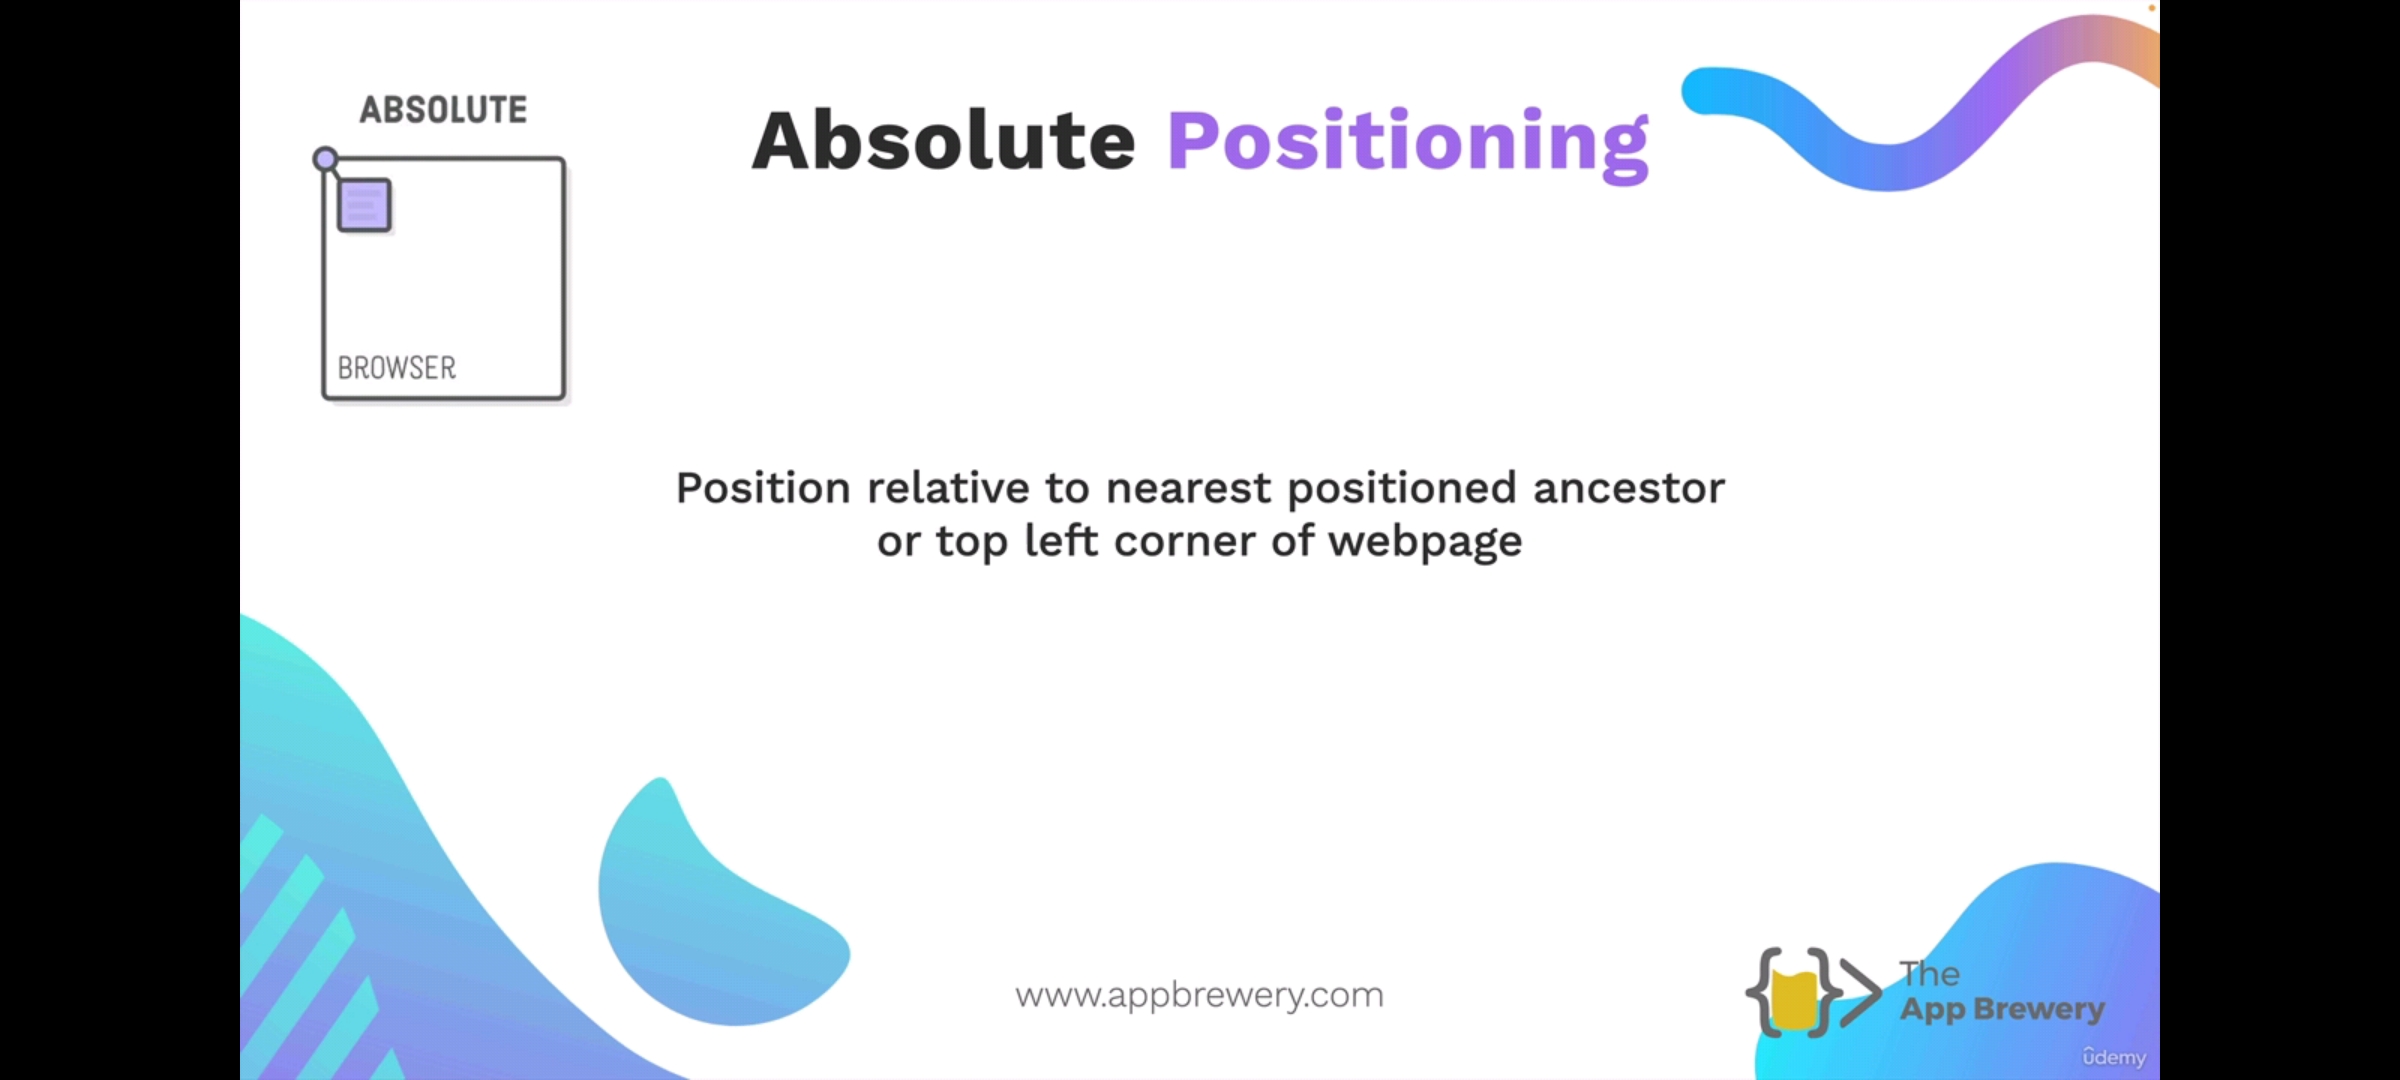 ABSOLUTE
Absolute Positioning
BROWSER
Position relative to nearest positioned ancestor
or top left corner of webpage
www.appbrewery.com
The
App Brewery
ûdemy